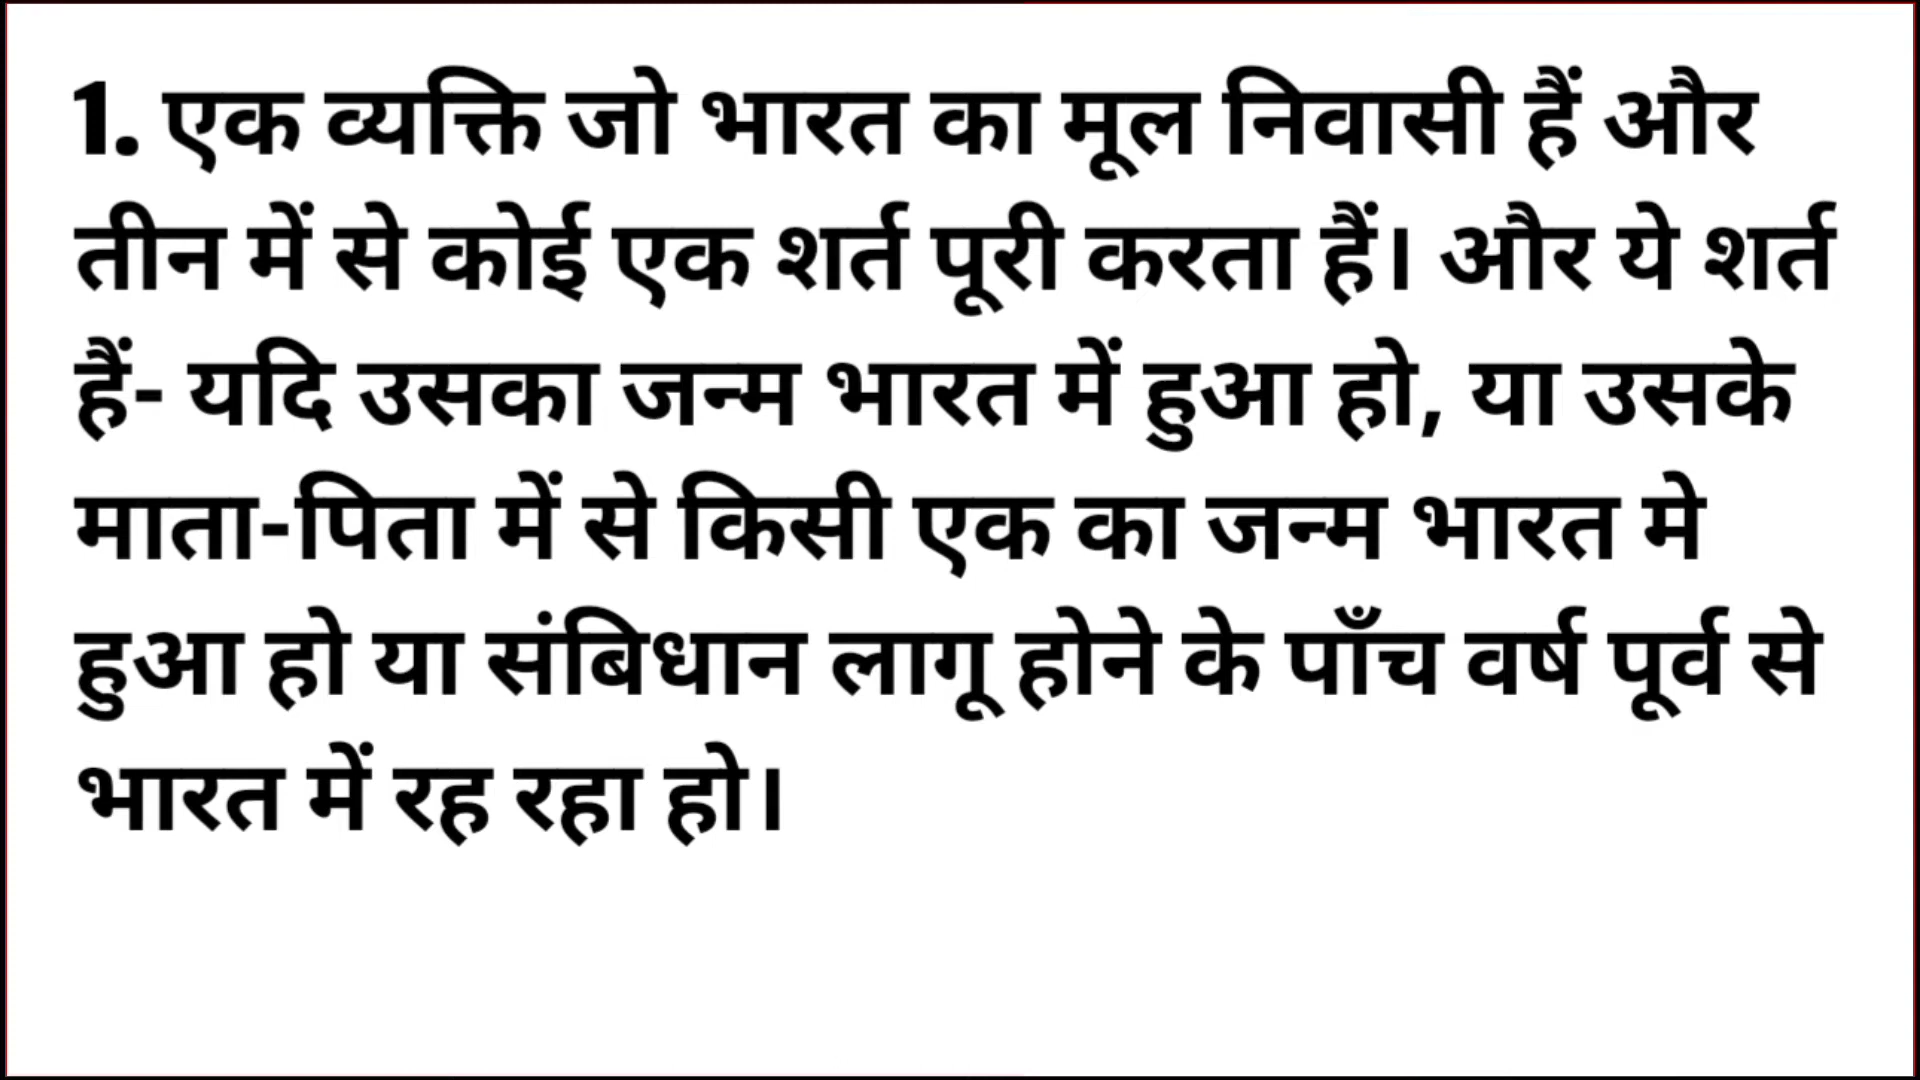 1. एक व्यक्ति जो भारत का मूल निवासी हैं और
तीन में से कोई एक शर्त पूरी करता हैं। और ये शर्त
हैं- यदि उसका जन्म भारत में हुआ हो, या उसके
माता-पिता में से किसी एक का जन्म भारत मे
हुआ हो या संबिधान लागू होने के पाँच वर्ष पूर्व से
भारत में रह रहा हो।